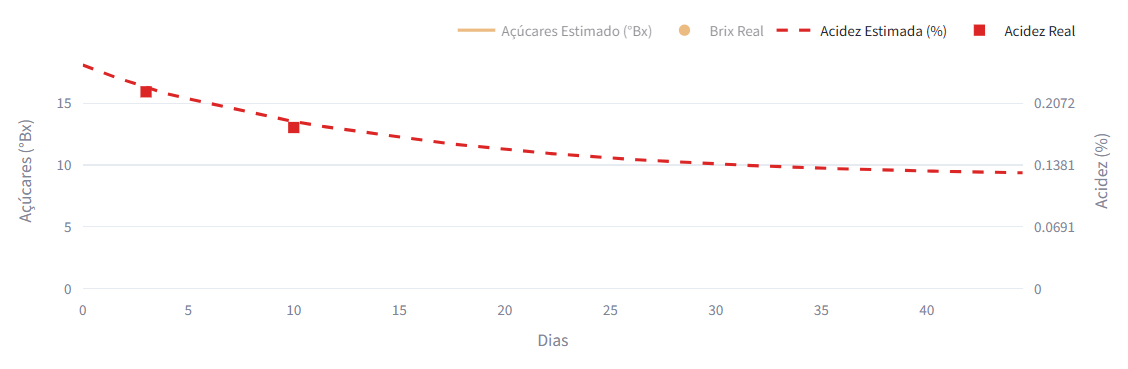 Açúcares Estimado (°Bx) Brix Real Acidez Estimada (%) Acidez Real
15 0.2072
10 0.1381
5 0.0691
0 0
0 5 10 15 20 25 30 35 40
Dias
Açúcares (°Bx)
Acidez (%)